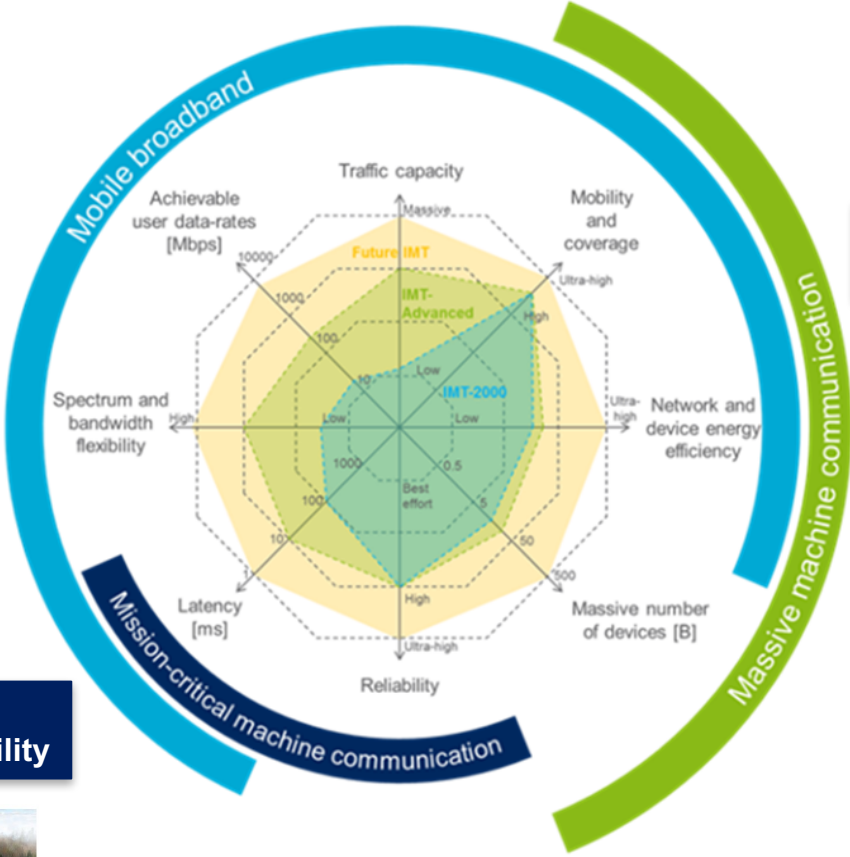 Mobile broadband
Massive machine communication
Mission-critical machine communication
Traffic capacity
Achievable
user data-rates
[Mbps]
Mobility
and
coverage
Massive
10000
Future IMT
Ultra-high
1000
IMT-
Advanced
High
100
10
Low
IMT-2000
Spectrum and
bandwidth
flexibility
High
Low
Low
Ultra-
high
Network and
device energy
efficiency
1000
0.5
Best
effort
100
5
10
50
1
500
High
Latency
[ms]
Massive number
of devices [B]
Ultra-high
Reliability
ility